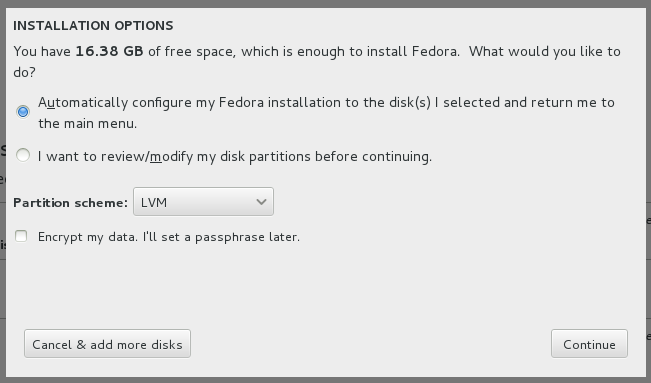 INSTALLATION OPTIONS
You have 16.38 GB of free space, which is enough to install Fedora. What would you like to
do?
Automatically configure my Fedora installation to the disk(s) I selected and return me to
the main menu.
I want to review/modify my disk partitions before continuing.
Partition scheme: LVM
Encrypt my data. I'll set a passphrase later.
Cancel & add more disks Continue